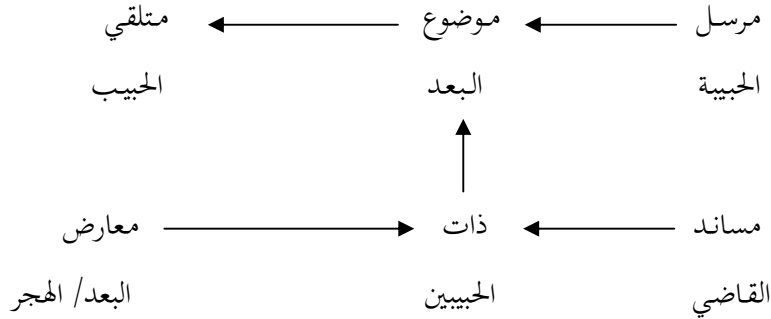 مرسل موضوع متلقي
الحبيبة البعد الحبيب
مساند ذات معارض
القاضي الحبيبين البعد/ الهجر